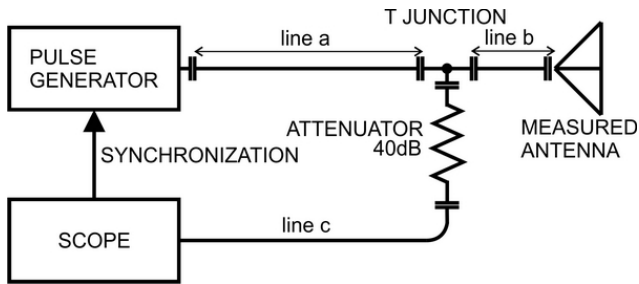 T JUNCTION
PULSE
GENERATOR
line a
line b
ATTENUATOR
40dB
MEASURED
ANTENNA
SYNCHRONIZATION
SCOPE
line c